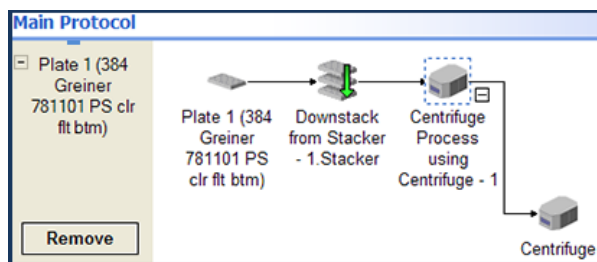 Main Protocol
Plate 1 (384
Greiner
781101 PS clr
flt btm)
Remove
Plate 1 (384
Greiner
781101 PS clr
flt btm)
Downstack
from Stacker
- 1.Stacker
Centrifuge
Process
using
Centrifuge - 1
Centrifuge